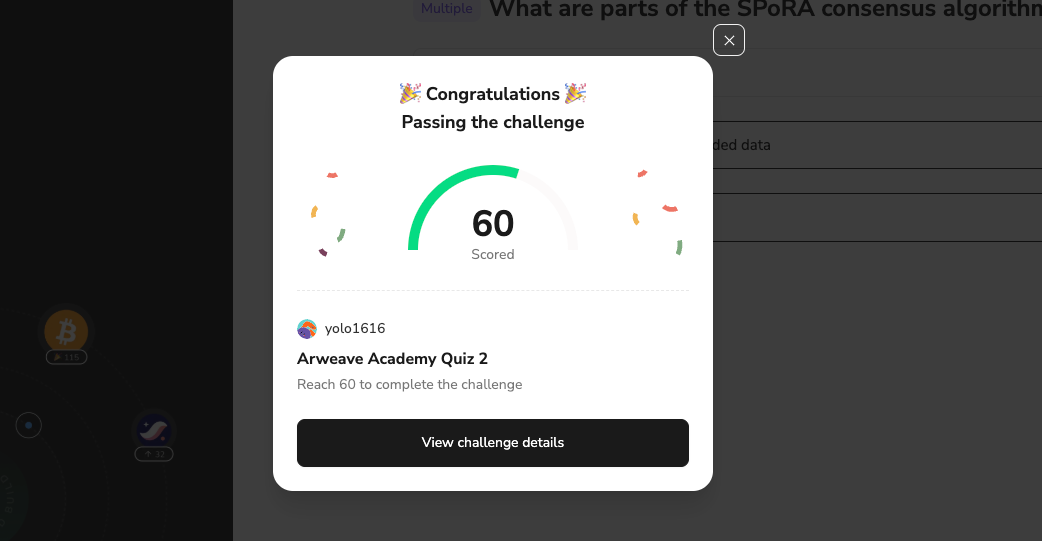 Multiple What are parts of the SPoRA consensus algorithm
🎉 Congratulations 🎉
Passing the challenge
ded data
60
Scored
yolo1616
115
Arweave Academy Quiz 2
Reach 60 to complete the challenge
View challenge details
32